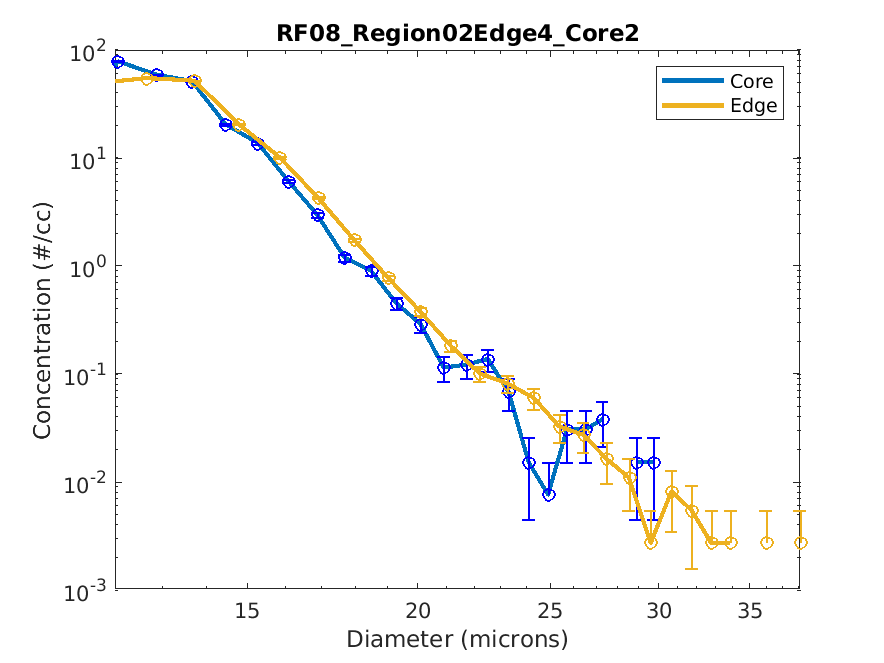 RF08_Region02Edge4_Core2
Core
Edge
10^2
10^1
10^0
10^-1
10^-2
10^-3
Concentration (#/cc)
15 20 25 30 35
Diameter (microns)